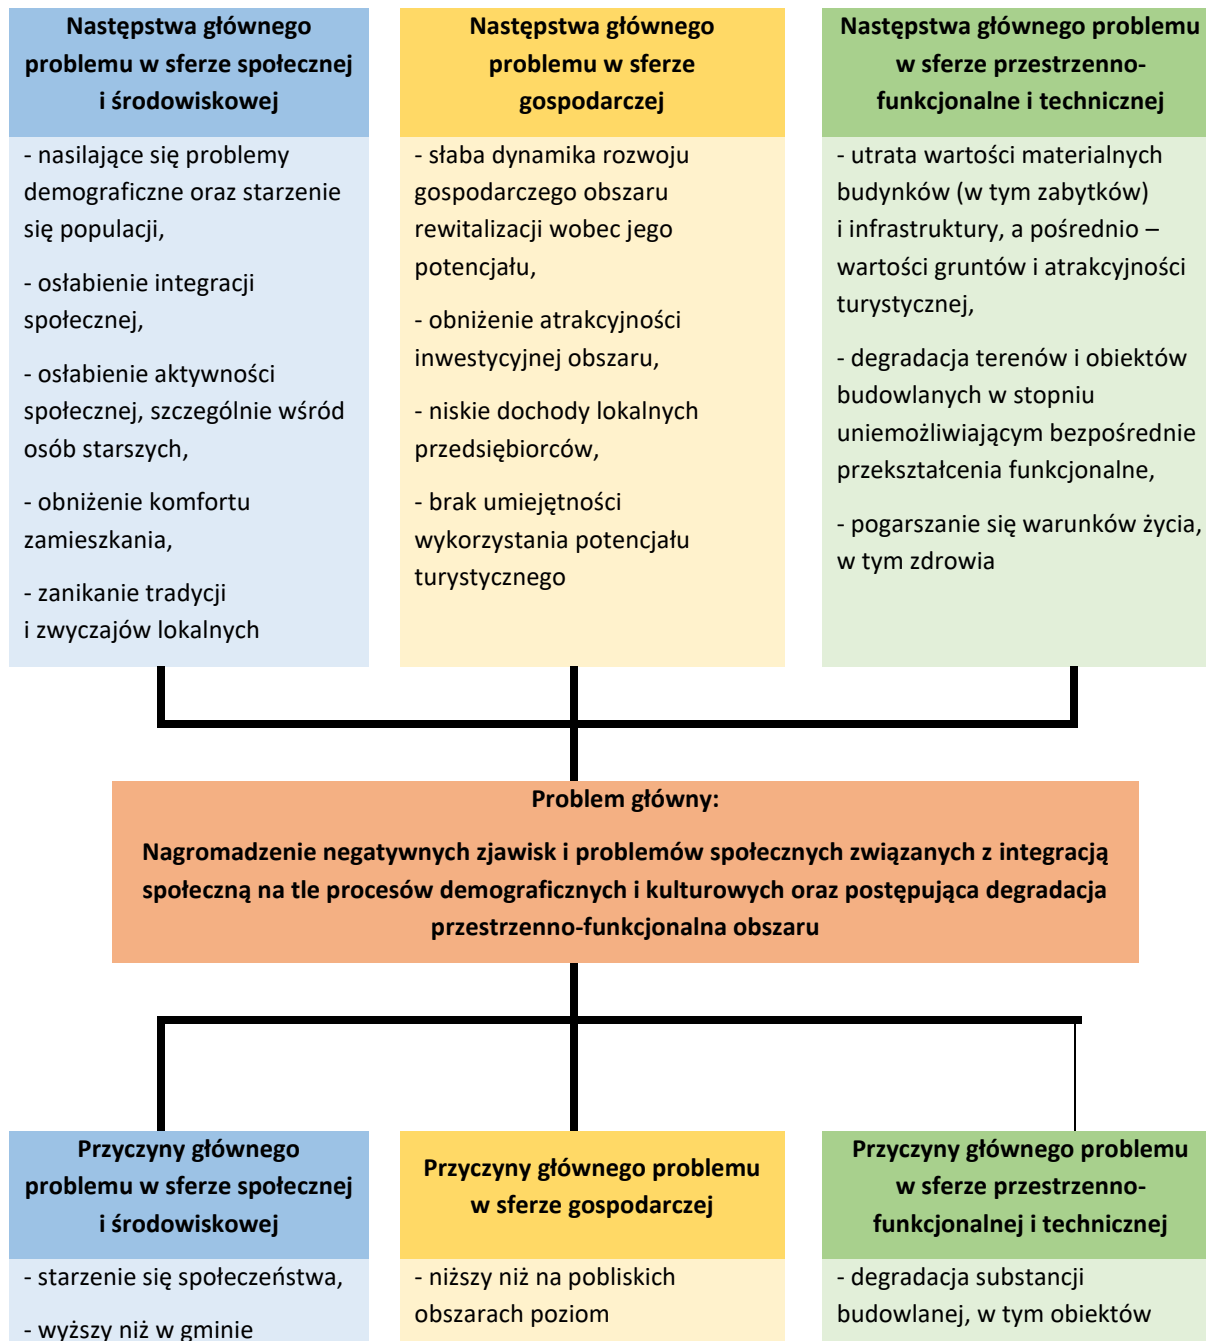 Następstwa głównego
problemu w sferze społecznej
i środowiskowej
- nasilające się problemy
demograficzne oraz starzenie
się populacji,
- osłabienie integracji
społecznej,
- osłabienie aktywności
społecznej, szczególnie wśród
osób starszych,
- obniżenie komfortu
zamieszkania,
- zanikanie tradycji
i zwyczajów lokalnych
Następstwa głównego
problemu w sferze
gospodarczej
- słaba dynamika rozwoju
gospodarczego obszaru
rewitalizacji wobec jego
potencjału,
- obniżenie atrakcyjności
inwestycyjnej obszaru,
- niskie dochody lokalnych
przedsiębiorców,
- brak umiejętności
wykorzystania potencjału
turystycznego
Następstwa głównego problemu
w sferze przestrzenno-
funkcjonalne i technicznej
- utrata wartości materialnych
budynków (w tym zabytków)
i infrastruktury, a pośrednio –
wartości gruntów i atrakcyjności
turystycznej,
- degradacja terenów i obiektów
budowlanych w stopniu
uniemożliwiającym bezpośrednie
przekształcenia funkcjonalne,
- pogarszanie się warunków życia,
w tym zdrowia
Problem główny:
Nagromadzenie negatywnych zjawisk i problemów społecznych związanych z integracją
społeczną na tle procesów demograficznych i kulturowych oraz postępująca degradacja
przestrzenno-funkcjonalna obszaru
Przyczyny głównego
problemu w sferze społecznej
i środowiskowej
- starzenie się społeczeństwa,
- wyższy niż w gminie
Przyczyny głównego problemu
w sferze gospodarczej
- niższy niż na pobliskich
obszarach poziom
Przyczyny głównego problemu
w sferze przestrzenno-
funkcjonalnej i technicznej
- degradacja substancji
budowlanej, w tym obiektów